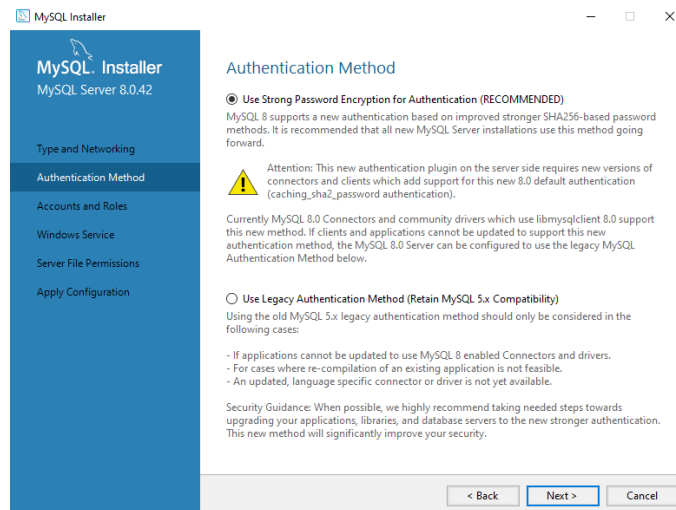 MySQL Installer
MySQL. Installer
MySQL Server 8.0.42
Type and Networking
Authentication Method
Accounts and Roles
Windows Service
Server File Permissions
Apply Configuration
Authentication Method
Use Strong Password Encryption for Authentication (RECOMMENDED)
MySQL 8 supports a new authentication based on improved stronger SHA256-based password
methods. It is recommended that all new MySQL Server installations use this method going
forward.
Attention: This new authentication plugin on the server side requires new versions of
connectors and clients which add support for this new 8.0 default authentication
(caching_sha2_password authentication).
Currently MySQL 8.0 Connectors and community drivers which use libmysqlclient 8.0 support
this new method. If clients and applications cannot be updated to support this new
authentication method, the MySQL 8.0 Server can be configured to use the legacy MySQL
Authentication Method below.
Use Legacy Authentication Method (Retain MySQL 5.x Compatibility)
Using the old MySQL 5.x legacy authentication method should only be considered in the
following cases:
- If applications cannot be updated to use MySQL 8 enabled Connectors and drivers.
- For cases where re-compilation of an existing application is not feasible.
- An updated, language specific connector or driver is not yet available.
Security Guidance: When possible, we highly recommend taking needed steps towards
upgrading your applications, libraries, and database servers to the new stronger authentication.
This new method will significantly improve your security.
< Back
Next >
Cancel